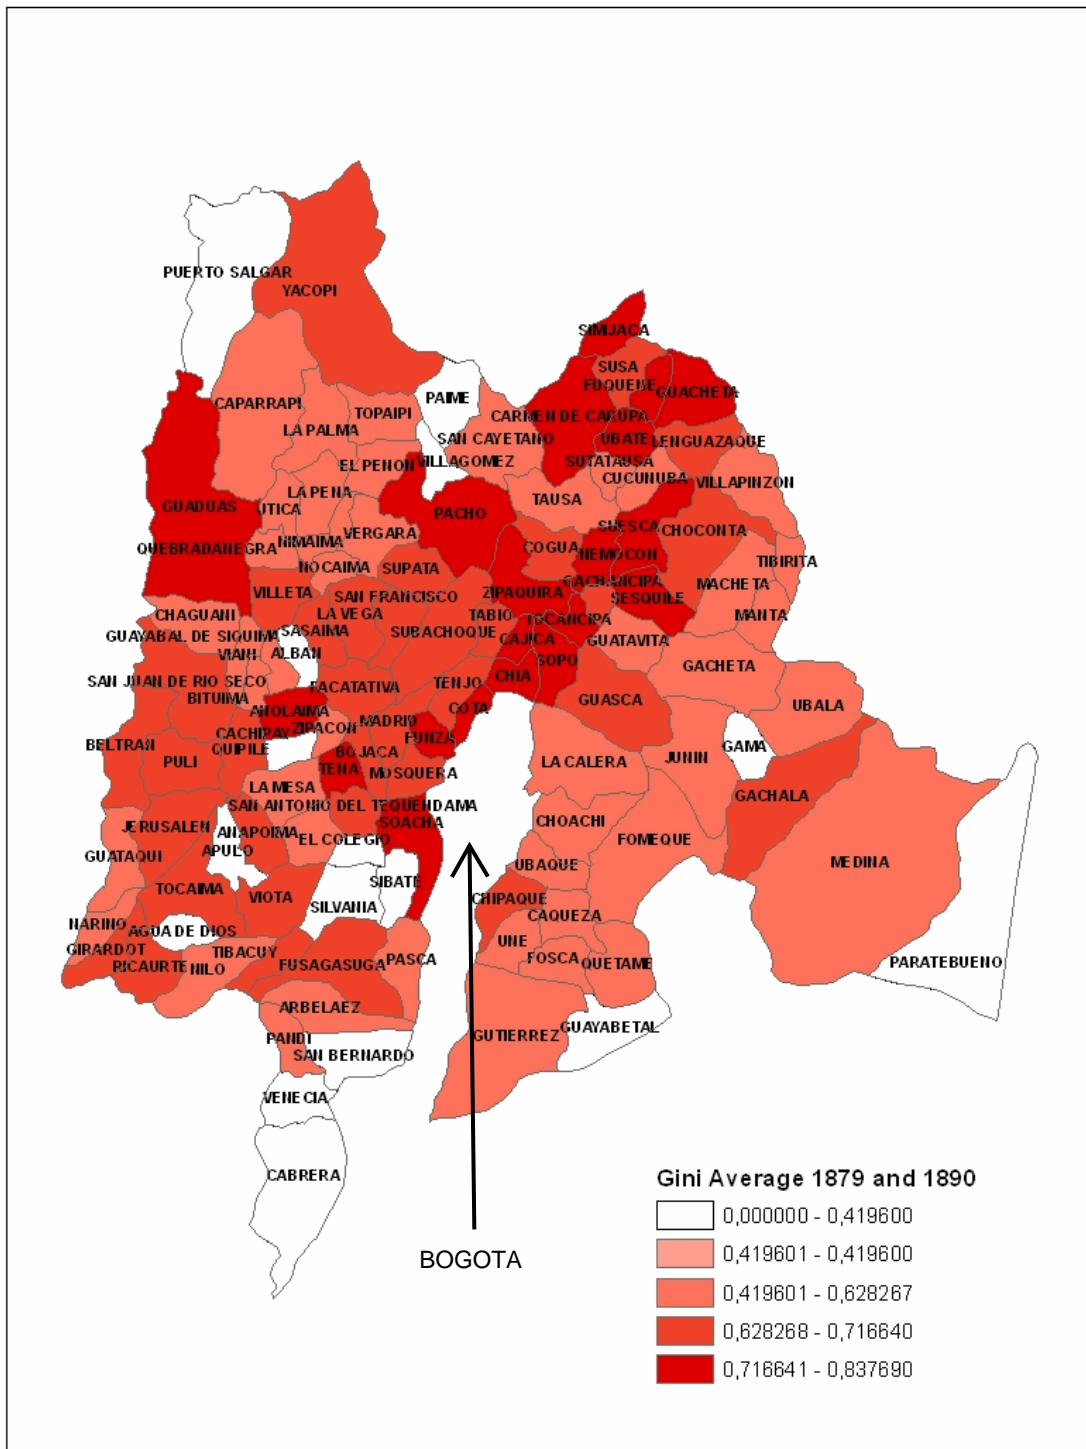 PUERTO SALGAR
YACOPI
SIMIJACA
SUSA
FUQUENE
GUACHETA
PAIME
CAPARRAPI
TOPAIPI
CARMEN DE CARUPA
LA PALMA
SAN CAYETANO
UBATE
LENGUAZAQUE
EL PENON
VILLAGOMEZ
SUTATAUSA
CUCUNUBA
VILLAPINZON
LA PENA
TAUSA
GUADUAS
UTICA
PACHO
SUESCA
CHOCONTA
VERGARA
NIMAIMA
QUEBRADANEGRA
COGUA
NEMOCON
TIBIRITA
NOCAIMA
SUPATA
GACHANCIPA
MACHETA
VILLETA
SAN FRANCISCO
ZIPAQUIRA
SESQUILE
CHAGUANI
LA VEGA
TABIO
TOCANCIPA
MANTA
GUAYABAL DE SIQUIMA
SASAIMA
SUBACHOQUE
CAJICA
GUATAVITA
VIANI
ALBAN
SOPO
GACHETA
SAN JUAN DE RIO SECO
FACATATIVA
TENJO
CHIA
BITUIMA
GUASCA
UBALA
ANOLAIMA
COTA
CACHIPAY
ZIPACON
MADRID
FUNZA
BELTRAN
QUIPILE
BOJACA
GAMA
PULI
TENA
MOSQUERA
LA CALERA
JUNIN
LA MESA
GACHALA
SAN ANTONIO DEL TEQUENDAMA
SOACHA
CHOACHI
JERUSALEN
ANAPOIMA
EL COLEGIO
FOMEQUE
GUATAQUI
APULO
UBAQUE
MEDINA
TOCAIMA
VIOTA
SIBATE
SILVANIA
CHIPAQUE
CAQUEZA
NARINO
AGUA DE DIOS
UNE
GIRARDOT
TIBACUY
FOSCA
QUETAME
RICAURTE
NILO
FUSAGASUGA
PASCA
PARATEBUENO
ARBELAEZ
GUAYABETAL
PANDI
GUTIERREZ
SAN BERNARDO
VENECIA
CABRERA
BOGOTA
Gini Average 1879 and 1890
0,000000 - 0,419600
0,419601 - 0,419600
0,419601 - 0,628267
0,628268 - 0,716640
0,716641 - 0,837690